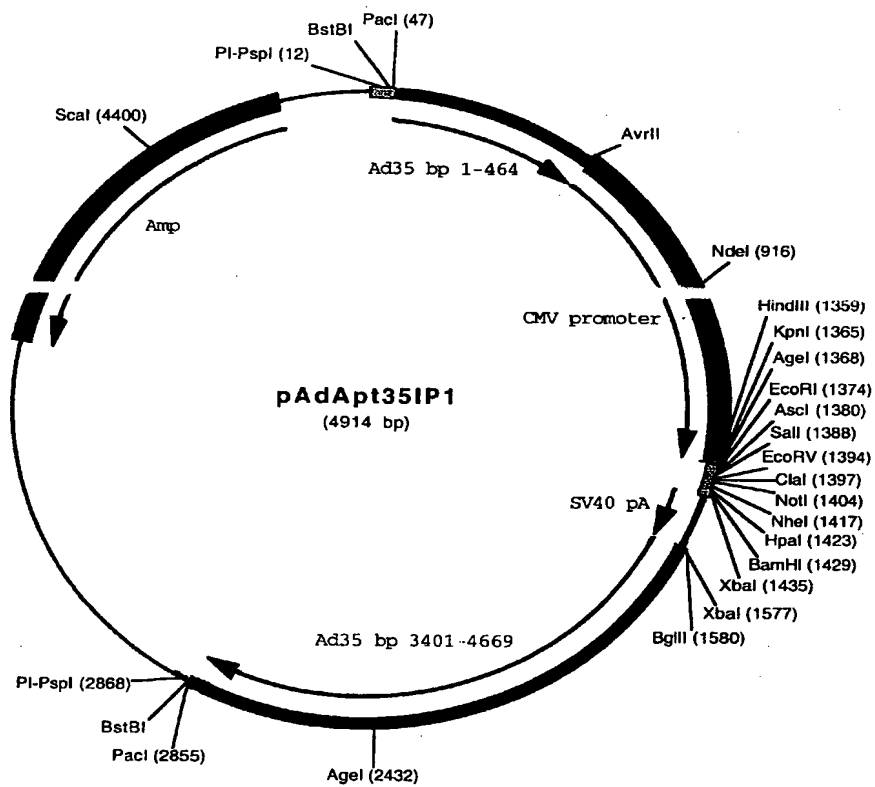 PacI (47)
BstBI
PI-PspI (12)
ScaI (4400)
AvrII
Ad35 bp 1-464
Amp
NdeI (916)
HindIII (1359)
CMV promoter
KpnI (1365)
AgeI (1368)
pAdApt35IP1
(4914 bp)
EcoRI (1374)
AscI (1380)
SalI (1388)
EcoRV (1394)
ClaI (1397)
SV40 pA
NotI (1404)
NheI (1417)
HpaI (1423)
BamHI (1429)
XbaI (1435)
XbaI (1577)
BglII (1580)
Ad35 bp 3401-4669
PI-PspI (2868)
BstBI
PacI (2855)
AgeI (2432)